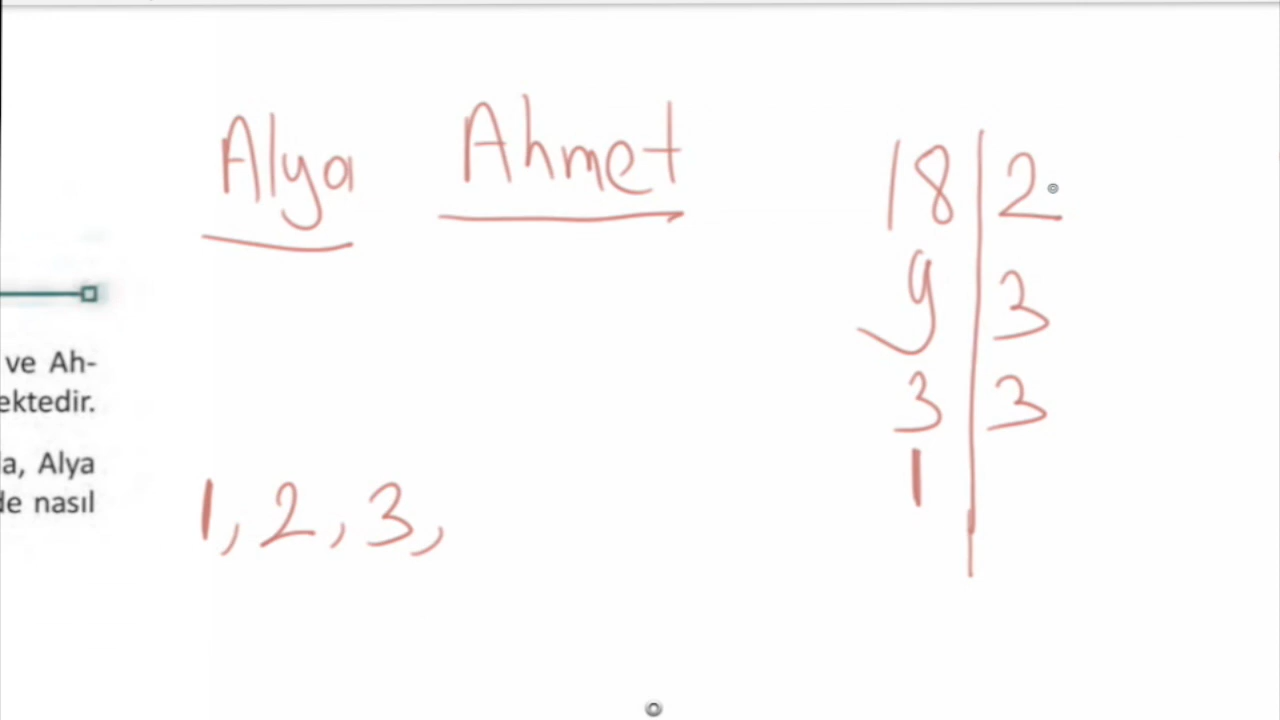 Alya Ahmet
18 | 2
9 | 3
3 | 3
1
ve Ah-
ektedir.
a, Alya
de nasıl
1, 2, 3,